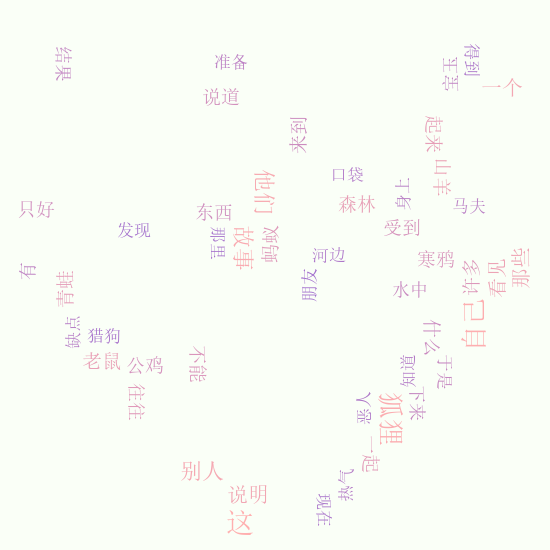 结果
准备
得到
宝玉
一个
说道
来到
起来
山羊
口袋
身上
他们
森林
马夫
只好
东西
受到
发现
那里
故事
蚂蚁
河边
寒鸦
那些
有
朋友
许多
看见
青蛙
水中
自己
缺点
猎狗
什么
老鼠
公鸡
不能
知道
于是
往往
恶人
狐狸
下来
一起
别人
说明
气愤
现在
这